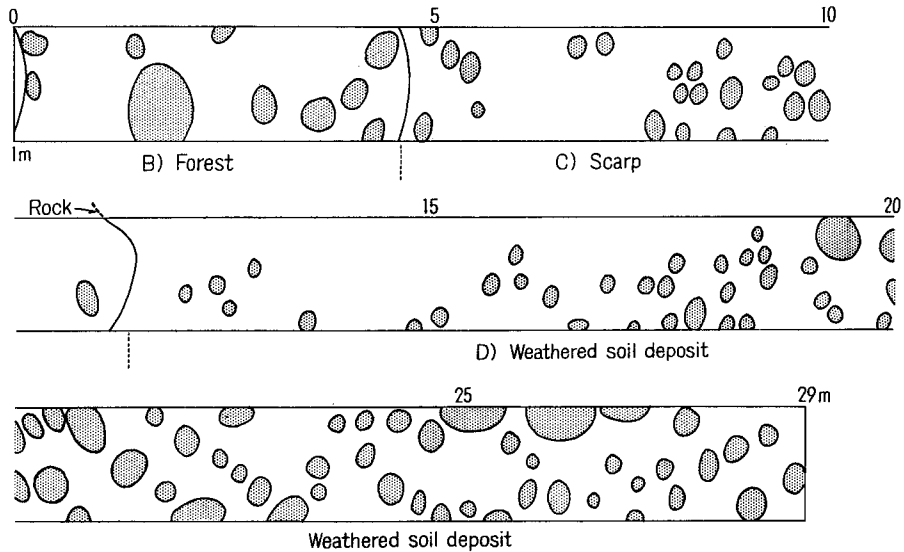 0 5 10
1m
B) Forest C) Scarp
Rock
15 20
D) Weathered soil deposit
25 29m
Weathered soil deposit